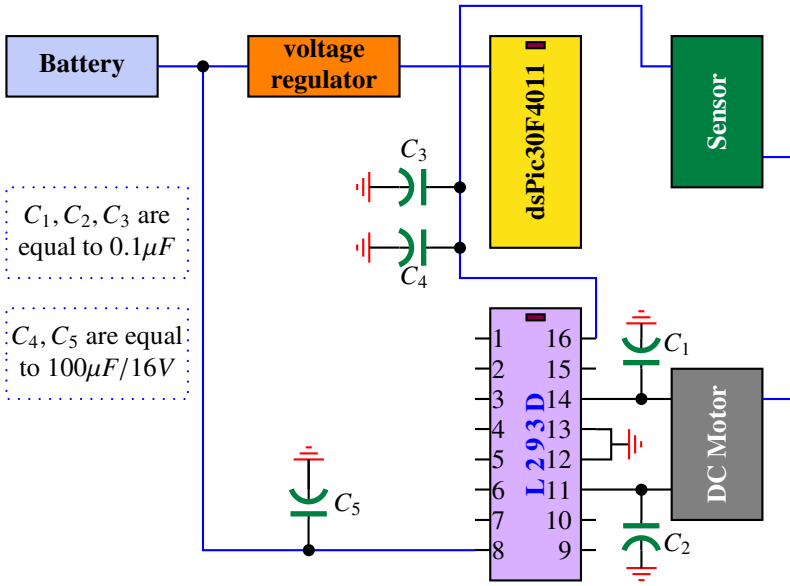 Battery
voltage
regulator
dsPic30F4011
Sensor
C₃
C₄
C₁, C₂, C₃ are
equal to 0.1μF
C₄, C₅ are equal
to 100μF/16V
L293D
1
2
3
4
5
6
7
8
16
15
14
13
12
11
10
9
C₁
DC Motor
C₂
C₅